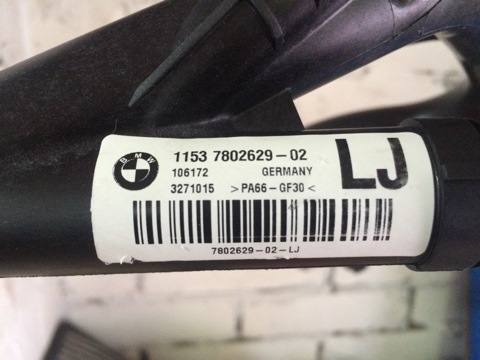 BMW
1153 7802629-02
106172 GERMANY
3271015 >PA66-GF30<
LJ
7802629-02-LJ